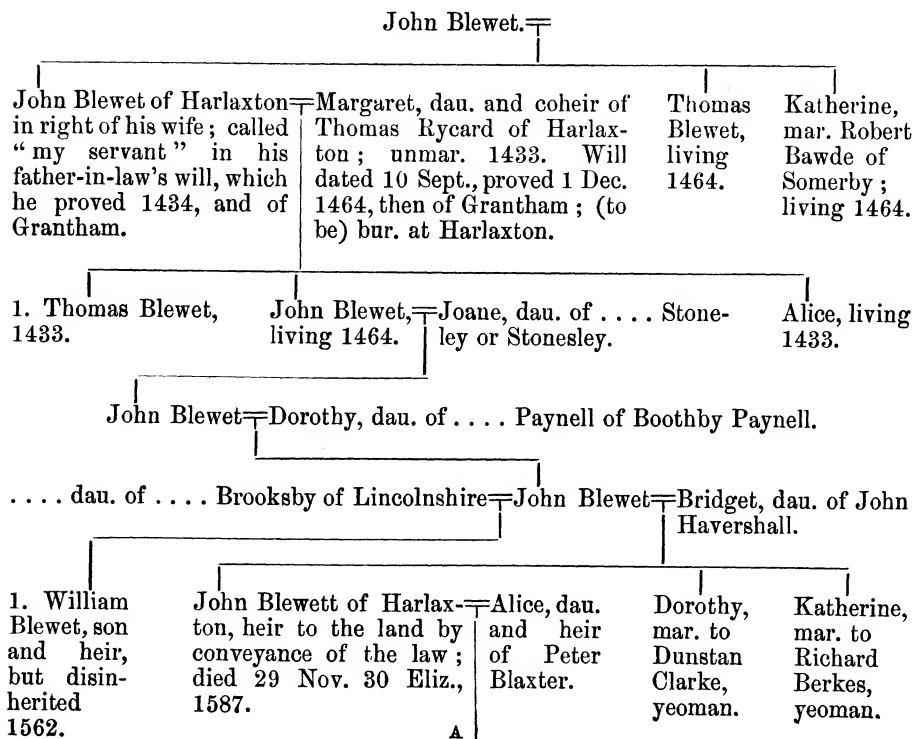 John Blewet.
John Blewet of Harlaxton
in right of his wife; called
“my servant” in his
father-in-law's will, which
he proved 1434, and of
Grantham.
Margaret, dau. and coheir of
Thomas Rycard of Harlax-
ton; unmar. 1433. Will
dated 10 Sept., proved 1 Dec.
1464, then of Grantham; (to
be) bur. at Harlaxton.
Thomas
Blewet,
living
1464.
Katherine,
mar. Robert
Bawde of
Somerby;
living 1464.
1. Thomas Blewet,
1433.
John Blewet,
living 1464.
Joane, dau. of . . . . Stone-
ley or Stonesley.
Alice, living
1433.
John Blewet
Dorothy, dau. of . . . . Paynell of Boothby Paynell.
. . . . dau. of . . . . Brooksby of Lincolnshire
John Blewet
Bridget, dau. of John
Havershall.
1. William
Blewet, son
and heir,
but disin-
herited
1562.
John Blewett of Harlax-
ton, heir to the land by
conveyance of the law;
died 29 Nov. 30 Eliz.,
1587.
Alice, dau.
and heir
of Peter
Blaxter.
Dorothy,
mar. to
Dunstan
Clarke,
yeoman.
Katherine,
mar. to
Richard
Berkes,
yeoman.
A